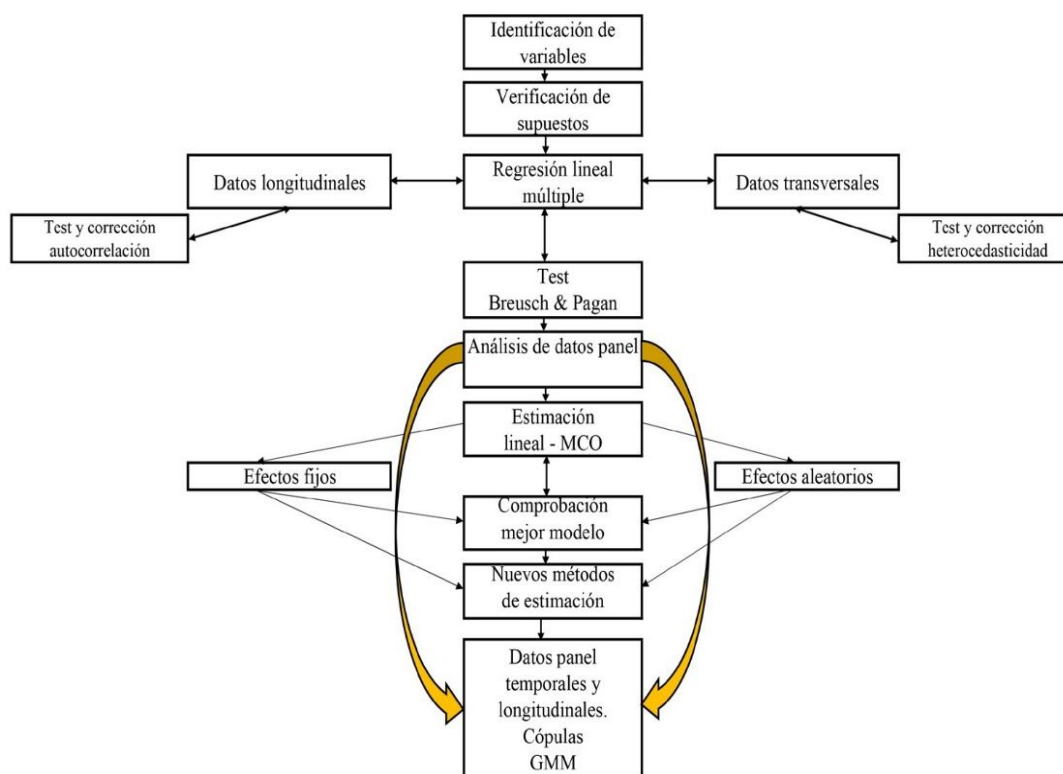 Identificación de
variables
Verificación de
supuestos
Datos longitudinales
Regresión lineal
múltiple
Datos transversales
Test y corrección
autocorrelación
Test y corrección
heterocedasticidad
Test
Breusch & Pagan
Análisis de datos panel
Estimación
lineal - MCO
Efectos fijos
Efectos aleatorios
Comprobación
mejor modelo
Nuevos métodos
de estimación
Datos panel
temporales y
longitudinales.
Cópulas
GMM